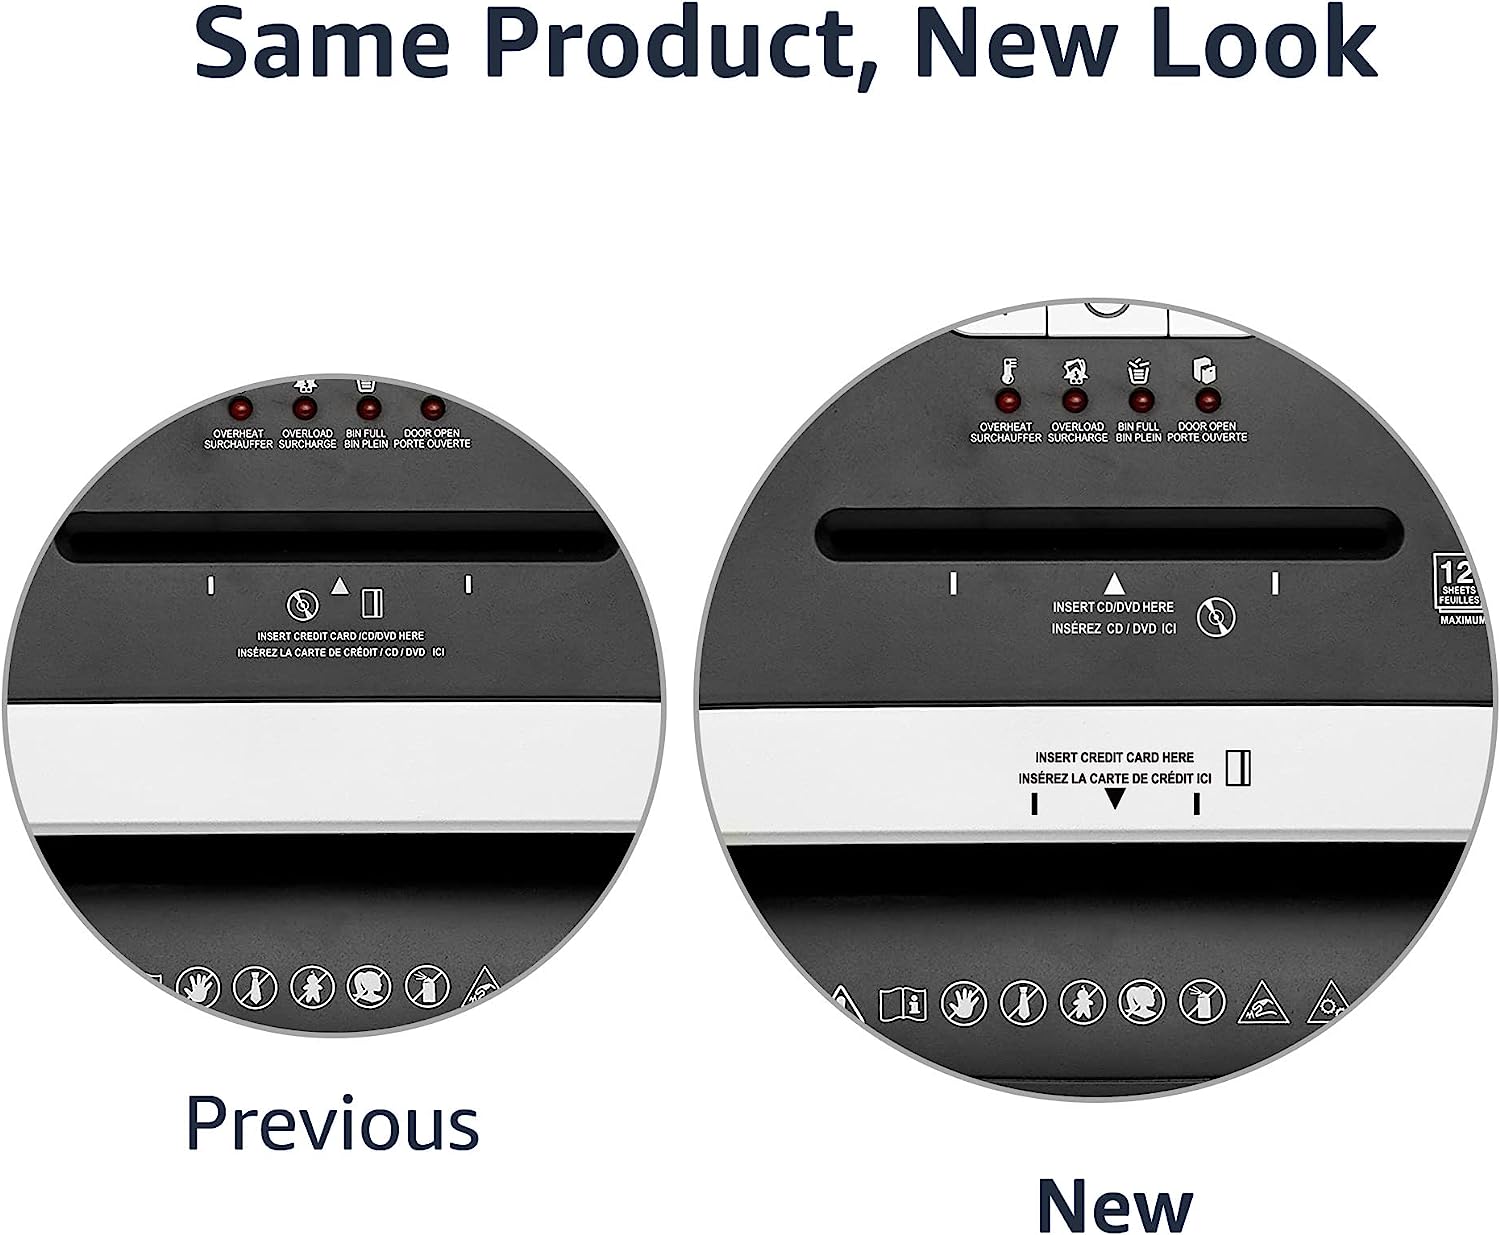 Same Product, New Look
OVERHEAT
SURCHAUFFER
OVERLOAD
SURCHARGE
BIN FULL
BIN PLEIN
DOOR OPEN
PORTE OUVERTE
INSERT CREDIT CARD /CD/DVD HERE
INSÉREZ LA CARTE DE CRÉDIT / CD / DVD ICI
Previous
OVERHEAT
SURCHAUFFER
OVERLOAD
SURCHARGE
BIN FULL
BIN PLEIN
DOOR OPEN
PORTE OUVERTE
INSERT CD/DVD HERE
INSÉREZ CD / DVD ICI
12
SHEETS
FEUILLES
MAXIMUM
INSERT CREDIT CARD HERE
INSÉREZ LA CARTE DE CRÉDIT ICI
New